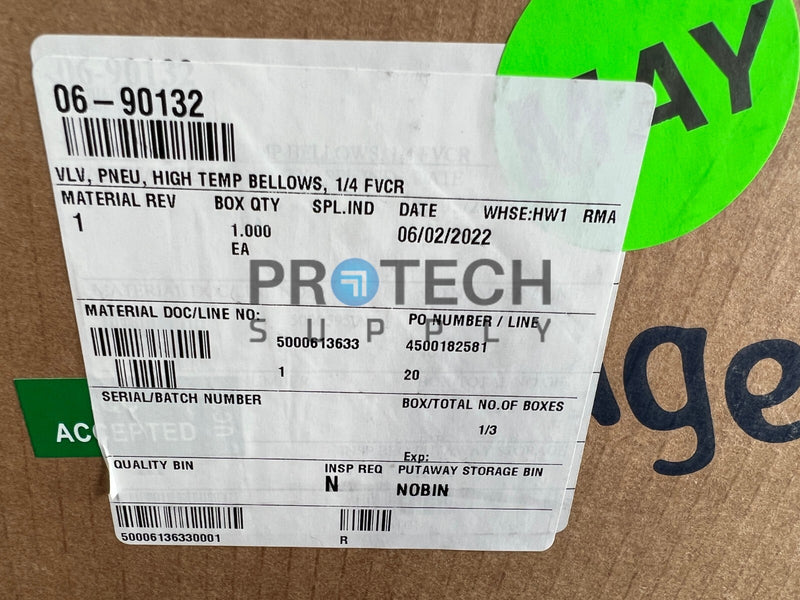 MAY
06-90132
VLV, PNEU, HIGH TEMP BELLOWS, 1/4 FVCR
MATERIAL REV BOX QTY SPL.IND DATE WHSE:HW1 RMA
1 1.000 06/02/2022
EA
PROTECH
SUPPLY
MATERIAL DOC/LINE NO: PO NUMBER / LINE
5000613633 4500182581
1 20
SERIAL/BATCH NUMBER BOX/TOTAL NO.OF BOXES
1/3
ACCEPTED
Exp:
QUALITY BIN INSP REQ PUTAWAY STORAGE BIN
N NOBIN
50006136330001 R